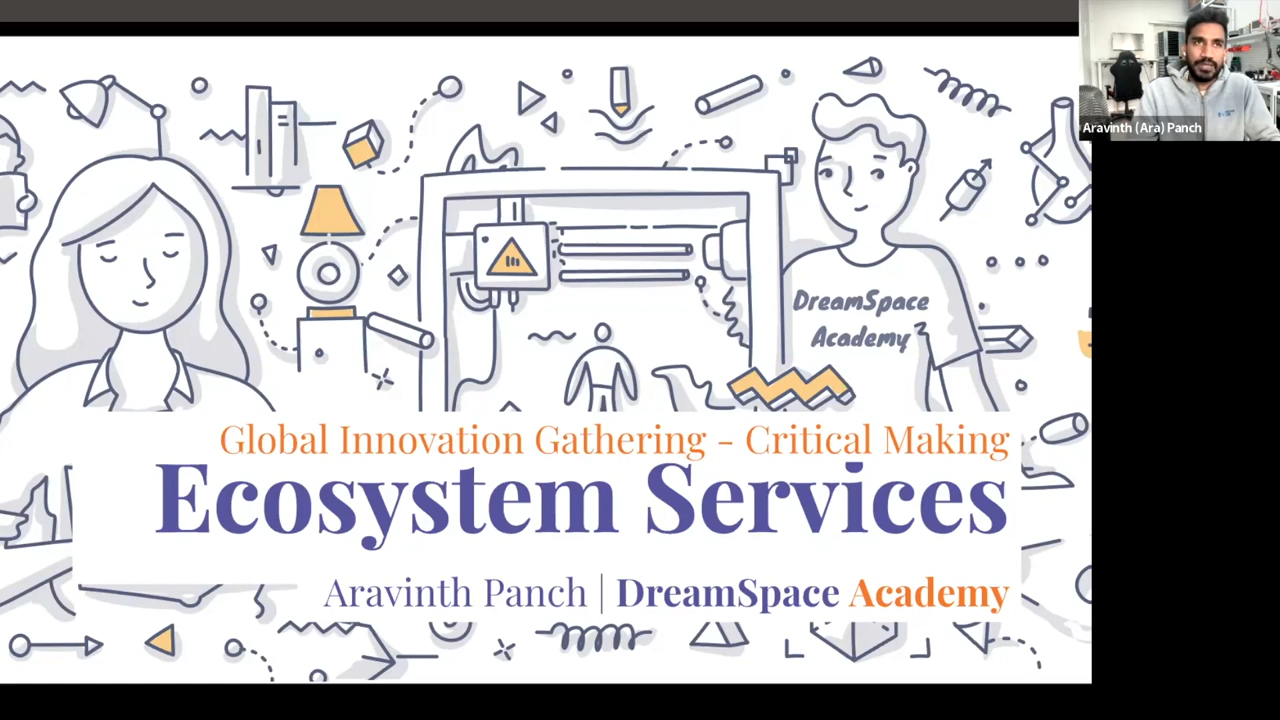 Aravinth (Ara) Panch
DreamSpace
Academy
Global Innovation Gathering - Critical Making
Ecosystem Services
Aravinth Panch | DreamSpace Academy